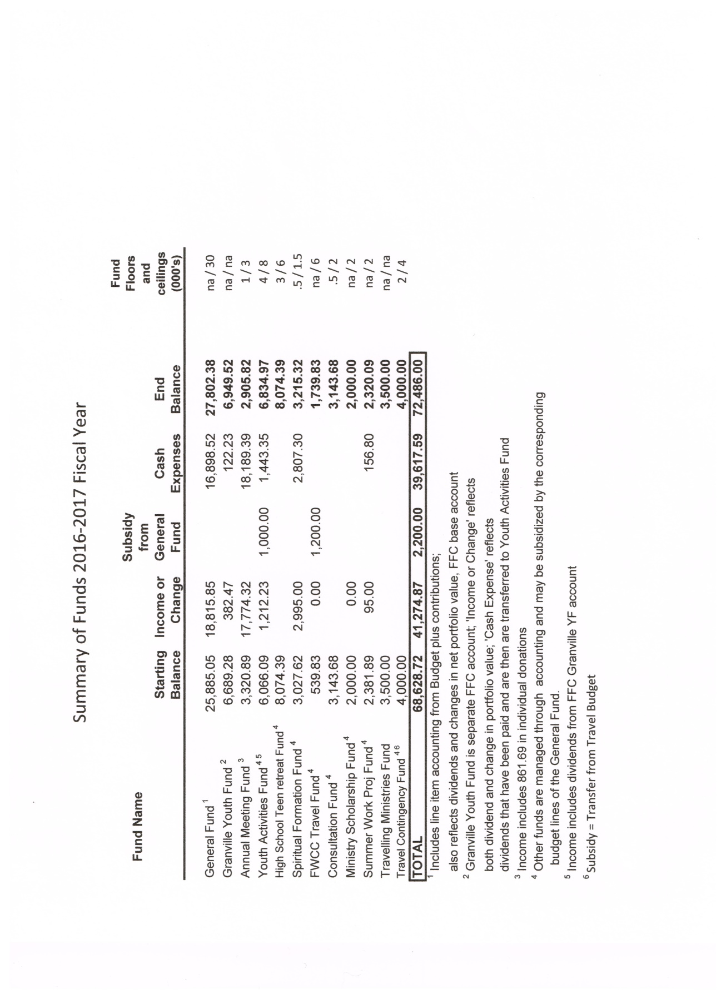 Summary of Funds 2016-2017 Fiscal Year
Fund Name Starting Balance Income or Change Subsidy from General Fund Cash Expenses End Balance Fund Floors and ceilings (000's)
General Fund 1 25,885.05 18,815.85 16,898.52 27,802.38 na / 30
Granville Youth Fund 2 6,689.28 382.47 122.23 6,949.52 na / na
Annual Meeting Fund 3 3,320.89 17,774.32 18,189.39 2,905.82 1 / 3
Youth Activities Fund 4 5 6,066.09 1,212.23 1,000.00 1,443.35 6,834.97 4 / 8
High School Teen retreat Fund 4 8,074.39 8,074.39 3 / 6
Spiritual Formation Fund 4 3,027.62 2,995.00 2,807.30 3,215.32 .5 / 1.5
FWCC Travel Fund 4 539.83 0.00 1,200.00 1,739.83 na / 6
Consultation Fund 4 3,143.68 3,143.68 .5 / 2
Ministry Scholarship Fund 4 2,000.00 0.00 2,000.00 na / 2
Summer Work Proj Fund 4 2,381.89 95.00 156.80 2,320.09 na / 2
Travelling Ministries Fund 3,500.00 3,500.00 na / na
Travel Contingency Fund 4 6 4,000.00 4,000.00 2 / 4
TOTAL 68,628.72 41,274.87 2,200.00 39,617.59 72,486.00
1 Includes line item accounting from Budget plus contributions;
also reflects dividends and changes in net portfolio value, FFC base account
2 Granville Youth Fund is separate FFC account; 'Income or Change' reflects
both dividend and change in portfolio value; 'Cash Expense' reflects
dividends that have been paid and are then are transferred to Youth Activities Fund
3 Income includes 861.69 in individual donations
4 Other funds are managed through accounting and may be subsidized by the corresponding
budget lines of the General Fund.
5 Income includes dividends from FFC Granville YF account
6 Subsidy = Transfer from Travel Budget